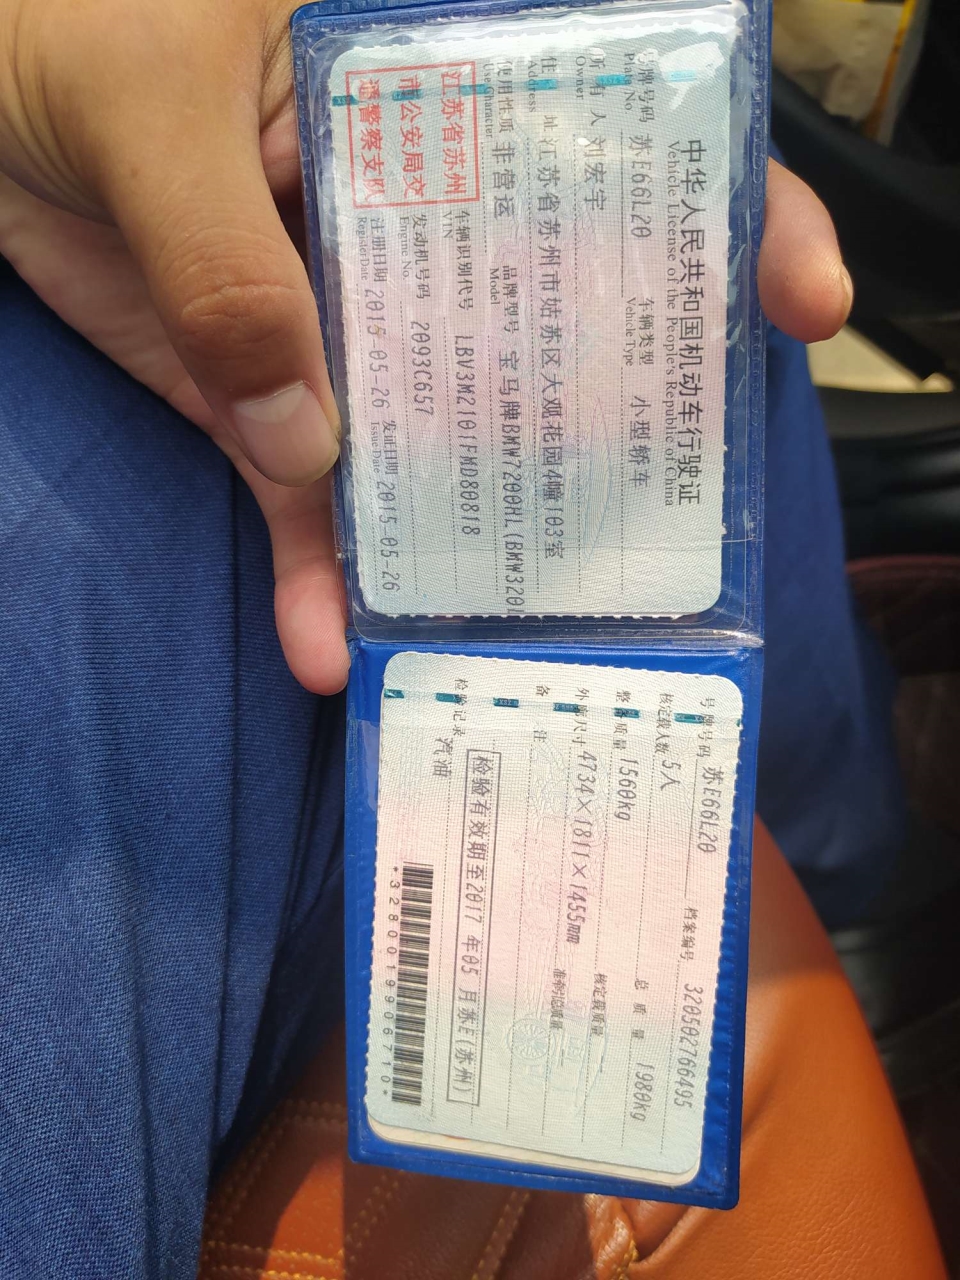 中华人民共和国机动车行驶证
Vehicle License of the People's Republic of China
号牌号码 苏E66L20 车辆类型 小型轿车
Plate No. Vehicle Type
所有人 刘宏宇
Owner
住址 江苏省苏州市姑苏区大观花园4幢103室
Address
使用性质 非营运 品牌型号 宝马牌BMW7200HL(BMW320L
Use Character Model
江苏省苏州
市公安局交
通警察支队
车辆识别代号 LBV3M2101FMD80818
VIN
发动机号码 2093C657
Engine No.
注册日期 2015-05-26 发证日期 2015-05-26
Register Date Issue Date
号牌号码 苏E66L20 档案编号 320502766495
核定载人数 5人 总质量 1980kg
整备质量 1560kg 核定载质量
外廓尺寸 4734×1811×1455mm 准牵引总质量
备注
检验有效期至2017年05月苏E(苏州)
检验记录 汽油
*3280019906710*